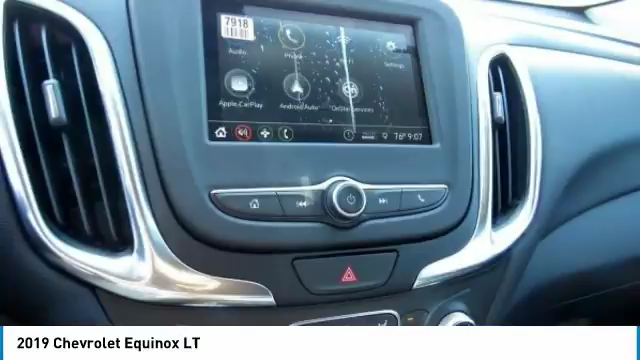 7918
Audio
Phone
Settings
Apple CarPlay
Android Auto
OnStar Services
76° 9:07
2019 Chevrolet Equinox LT